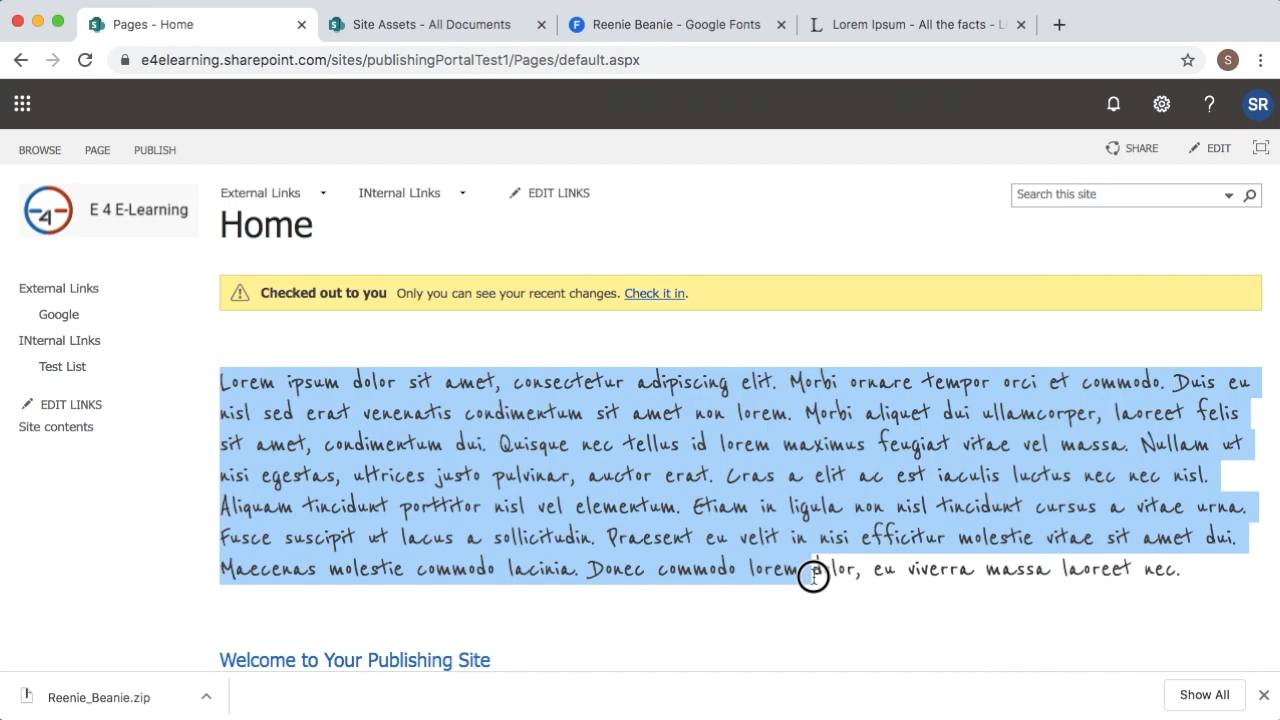 Pages - Home
Site Assets - All Documents
Reenie Beanie - Google Fonts
Lorem Ipsum - All the facts - L
e4elearning.sharepoint.com/sites/publishingPortalTest1/Pages/default.aspx
S
SR
BROWSE PAGE PUBLISH
SHARE EDIT
4 E 4 E-Learning
External Links INternal LInks EDIT LINKS
Search this site
Home
Checked out to you Only you can see your recent changes. Check it in.
External Links
Google
INternal LInks
Test List
EDIT LINKS
Site contents
Lorem ipsum dolor sit amet, consectetur adipiscing elit. Morbi ornare tempor orci et commodo. Duis eu
nisl sed erat venenatis condimentum sit amet non lorem. Morbi aliquet dui ullamcorper, laoreet felis
sit amet, condimentum dui. Quisque nec tellus id lorem maximus feugiat vitae vel massa. Nullam ut
nisi egestas, ultrices justo pulvinar, auctor erat. Cras a elit ac est iaculis luctus nec nec nisl.
Aliquam tincidunt porttitor nisl vel elementum. Etiam in ligula non nisl tincidunt cursus a vitae urna.
Fusce suscipit ut lacus a sollicitudin. Praesent eu velit in nisi efficitur molestie vitae sit amet dui.
Maecenas molestie commodo lacinia. Donec commodo lorem dolor, eu viverra massa laoreet nec.
Welcome to Your Publishing Site
Reenie_Beanie.zip
Show All